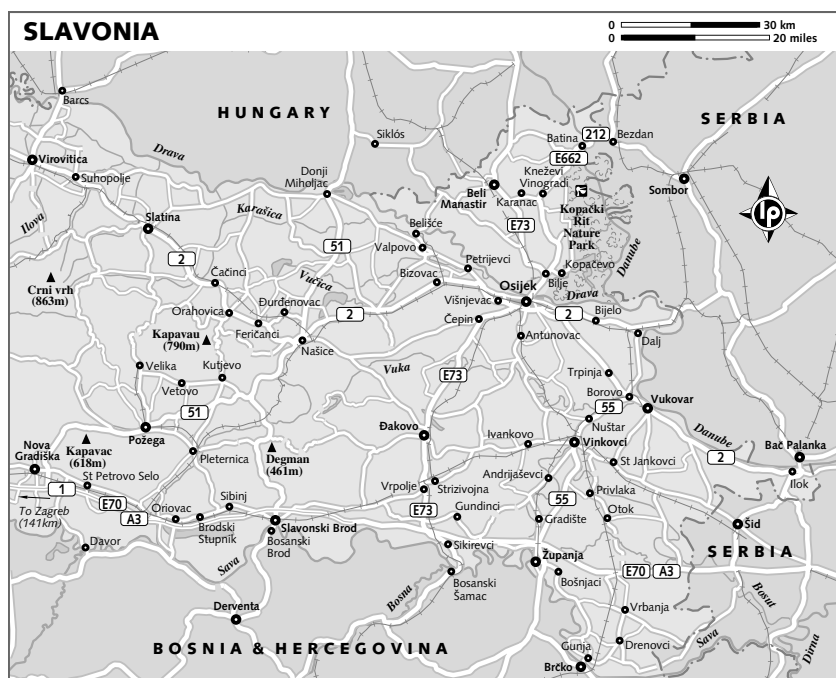 SLAVONIA
0 30 km
0 20 miles
HUNGARY
SERBIA
Barcs
Siklós
Batina
212
Bezdan
E662
Virovitica
Drava
Suhopolje
Donji
Miholjac
Beli
Manastir
Kneževi
Vinogradi
Karanac
Sombor
Kopački
Rit
Nature
Park
lp
Ilova
Slatina
Karašica
Belišće
E73
51
Valpovo
Petrijevci
Danube
2
Čačinci
Vučica
Bizovac
Osijek
Kopačevo
Bilje
Crni vrh
(863m)
Drava
Orahovica
Đurđenovac
2
Višnjevac
2
Bijelo
Kapavau
(790m)
Feričanci
Čepin
Našice
Antunovac
Dalj
Velika
Kutjevo
Vuka
E73
Trpinja
Vetovo
Borovo
51
55
Vukovar
Nuštar
Požega
Đakovo
Ivankovo
Vinkovci
Danube
Bač Palanka
Kapavac
(618m)
Nova
Gradiška
Pleternica
Degman
(461m)
2
St Petrovo Selo
Andrijaševci
St Jankovci
Ilok
1
Vrpolje
Strizivojna
Privlaka
E70
Sibinj
55
To Zagreb
(141km)
A3
Oriovac
Brodski
Stupnik
Slavonski Brod
E73
Gundinci
Gradište
Otok
Šid
Bosanski
Brod
Davor
Sikirevci
SERBIA
Sava
Županja
Bosanski
Šamac
Bošnjaci
E70
A3
Bosna
Bosut
Derventa
Vrbanja
BOSNIA & HERCEGOVINA
Gunja
Drenovci
Sava
Drina
Brčko